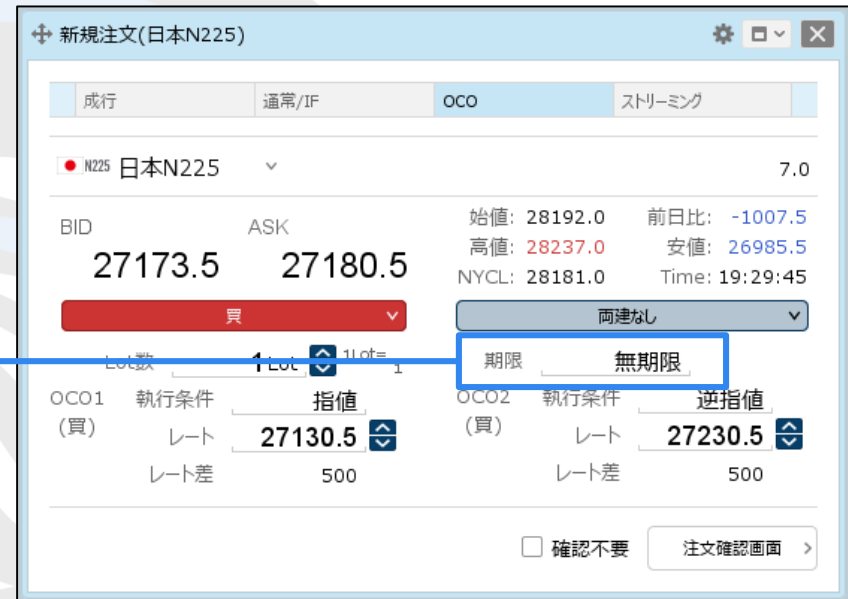 新規注文(日本N225)
成行 通常/IF OCO ストリーミング
N225 日本N225 7.0
BID ASK 始値: 28192.0 前日比: -1007.5
27173.5 27180.5 高値: 28237.0 安値: 26985.5
NYCL: 28181.0 Time: 19:29:45
買 両建なし
Lot数 1 Lot 1Lot= 1 期限 無期限
OCO1 執行条件 指値 OCO2 執行条件 逆指値
(買) レート 27130.5 (買) レート 27230.5
レート差 500 レート差 500
確認不要 注文確認画面